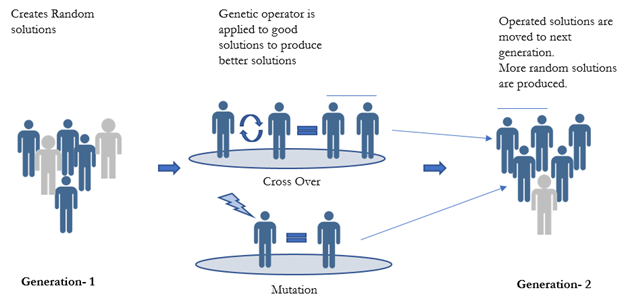 Creates Random
solutions
Genetic operator is
applied to good
solutions to produce
better solutions
Operated solutions are
moved to next
generation.
More random solutions
are produced.
Cross Over
Mutation
Generation- 1
Generation- 2